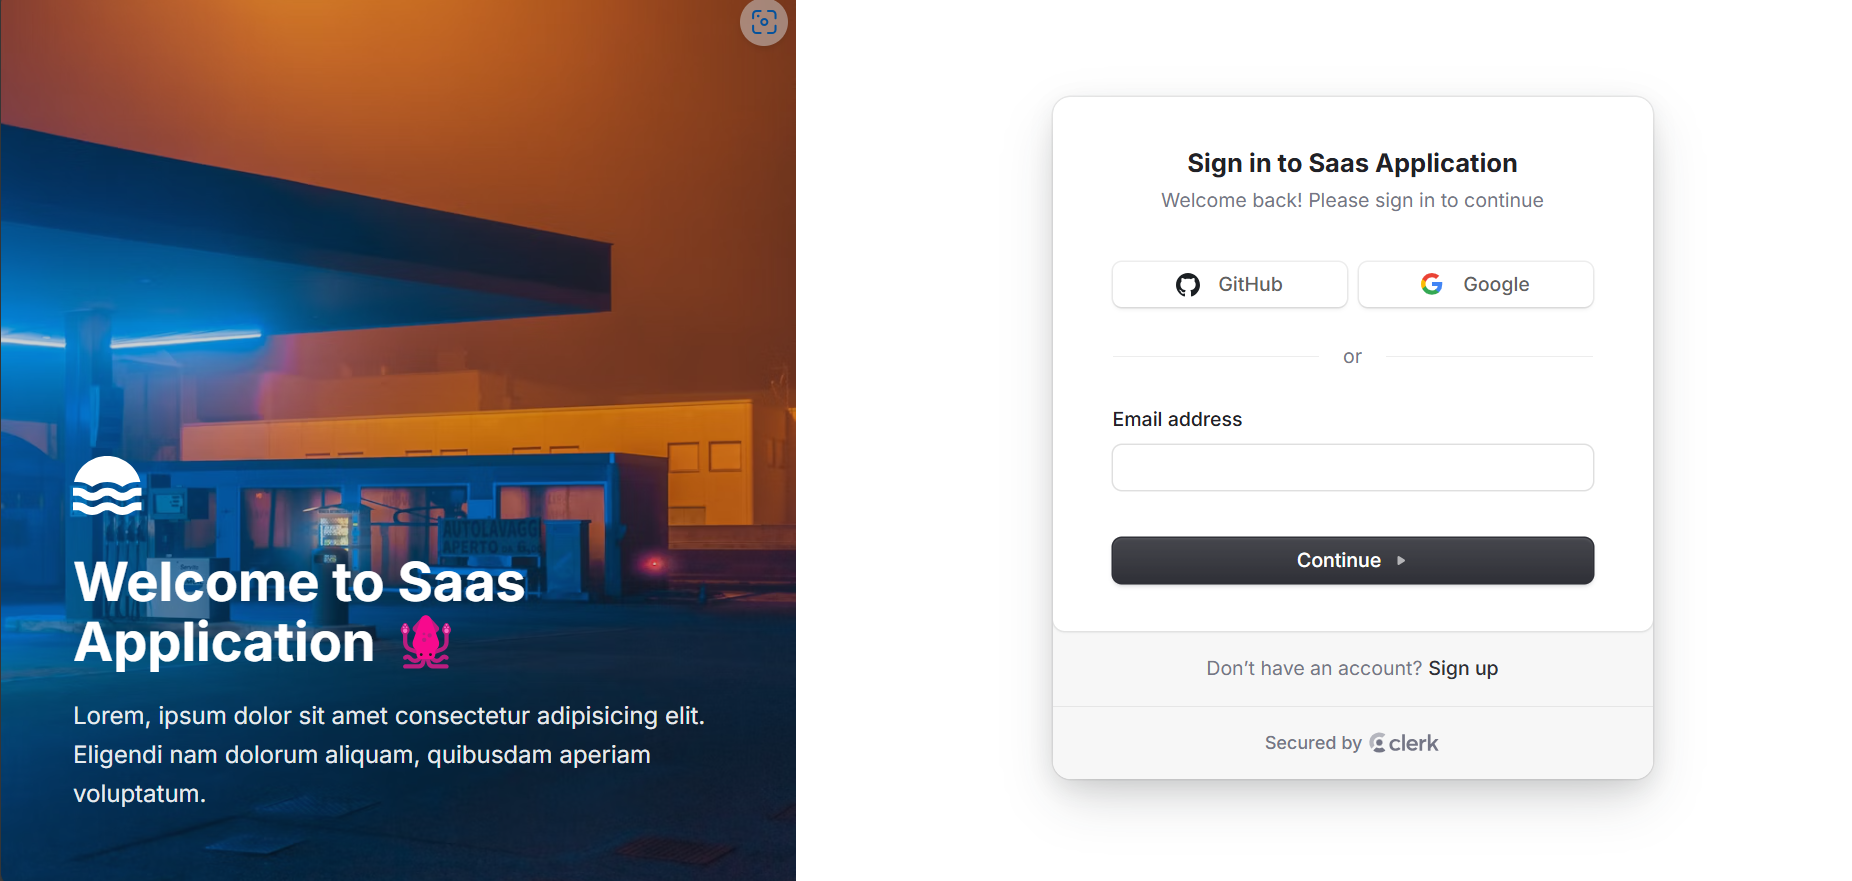 Welcome to Saas
Application
Lorem, ipsum dolor sit amet consectetur adipisicing elit.
Eligendi nam dolorum aliquam, quibusdam aperiam
voluptatum.
AUTOLAVAGGI
APERTO
Sign in to Saas Application
Welcome back! Please sign in to continue
GitHub
Google
or
Email address
Continue
Don’t have an account? Sign up
Secured by clerk